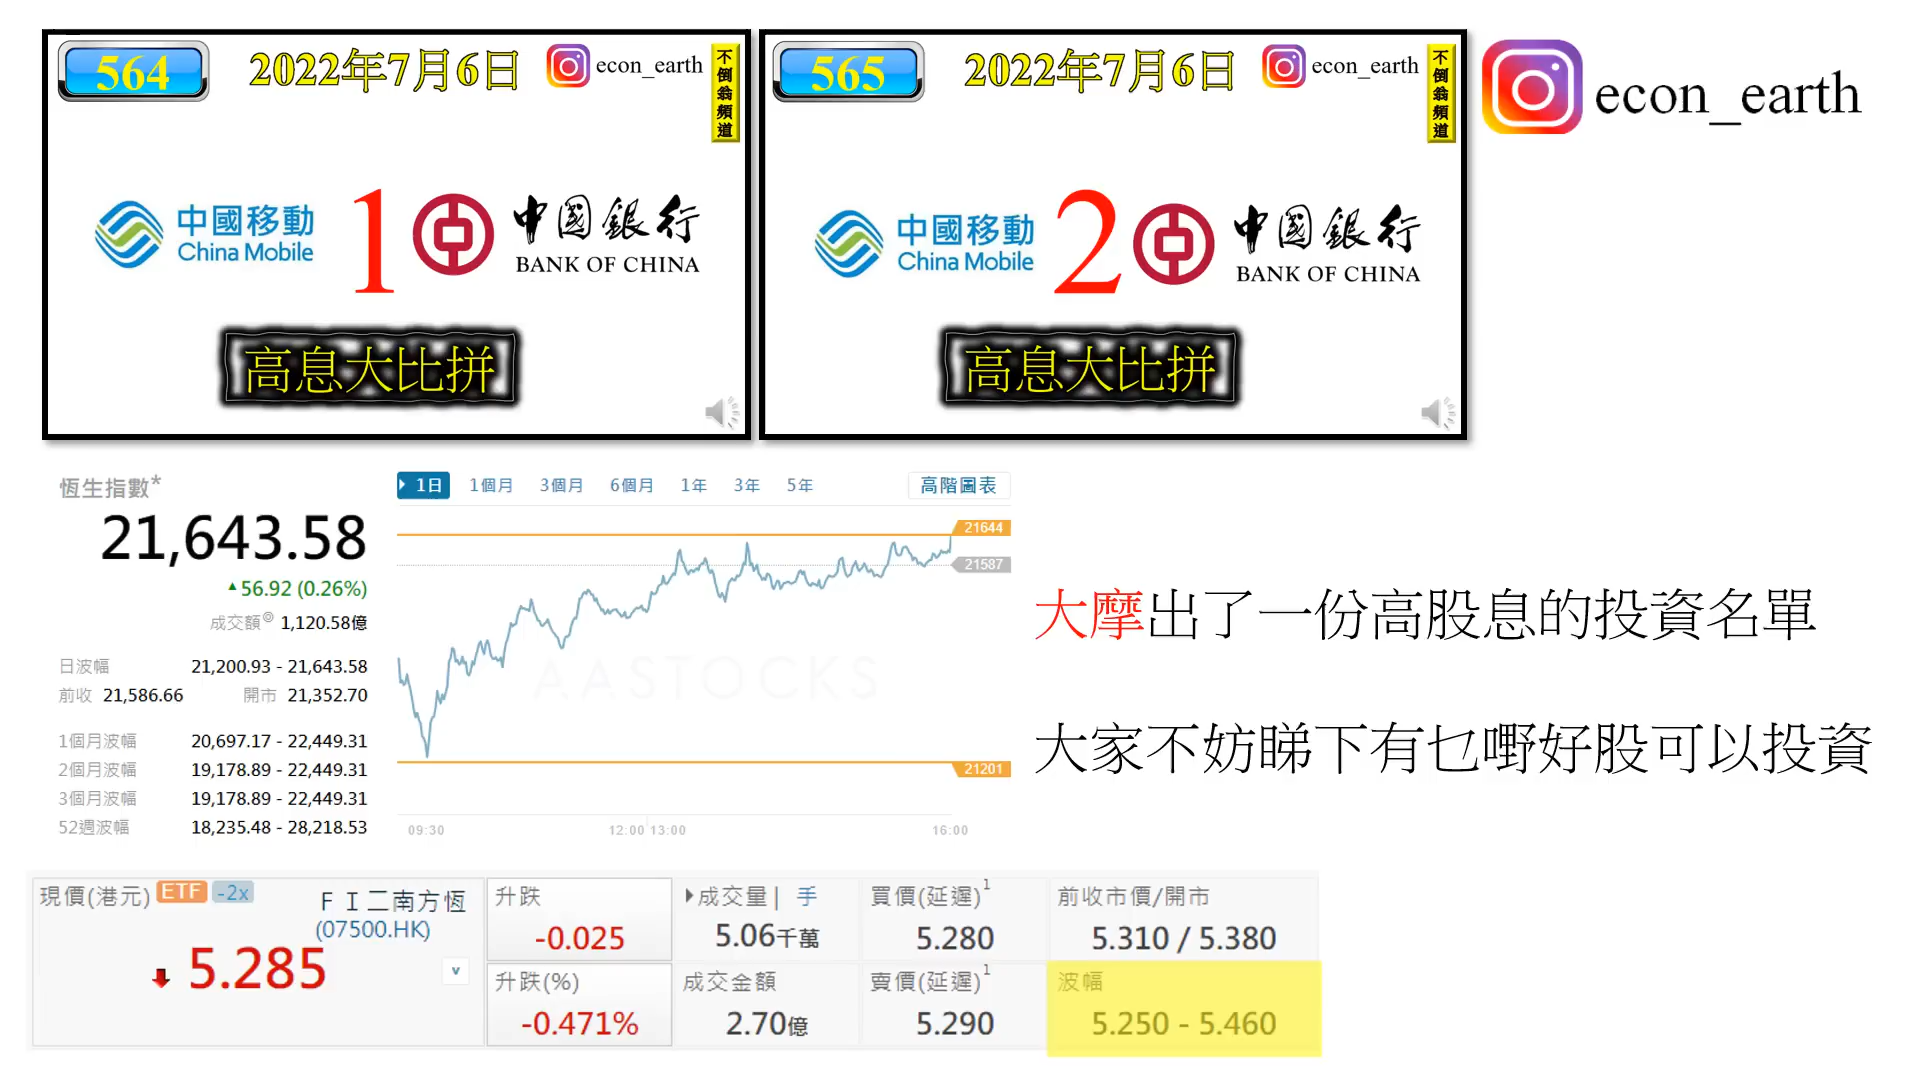 564
2022年7月6日
econ_earth
不倒翁頻道
中國移動
China Mobile
1
中國銀行
BANK OF CHINA
高息大比拼
565
2022年7月6日
econ_earth
不倒翁頻道
中國移動
China Mobile
2
中國銀行
BANK OF CHINA
高息大比拼
econ_earth
恆生指數*
21,643.58
▲56.92 (0.26%)
成交額 1,120.58億
日波幅 21,200.93 - 21,643.58
前收 21,586.66 開市 21,352.70
1個月波幅 20,697.17 - 22,449.31
2個月波幅 19,178.89 - 22,449.31
3個月波幅 19,178.89 - 22,449.31
52週波幅 18,235.48 - 28,218.53
1日 1個月 3個月 6個月 1年 3年 5年 高階圖表
21644
21587
AASTOCKS
21201
09:30 12:00 13:00 16:00
大摩出了一份高股息的投資名單
大家不妨睇下有乜嘢好股可以投資
現價(港元) ETF -2x
ＦＩ二南方恆
(07500.HK)
5.285
升跌
-0.025
成交量| 手
5.06千萬
買價(延遲)1
5.280
前收市價/開市
5.310 / 5.380
升跌(%)
-0.471%
成交金額
2.70億
賣價(延遲)1
5.290
波幅
5.250 - 5.460